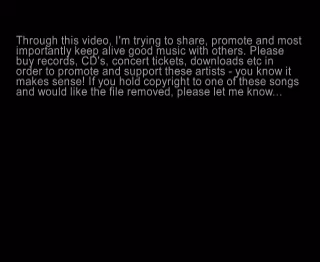 Through this video, I'm trying to share, promote and most
importantly keep alive good music with others. Please
buy records, CD's, concert tickets, downloads etc in
order to promote and support these artists - you know it
makes sense! If you hold copyright to one of these songs
and would like the file removed, please let me know...